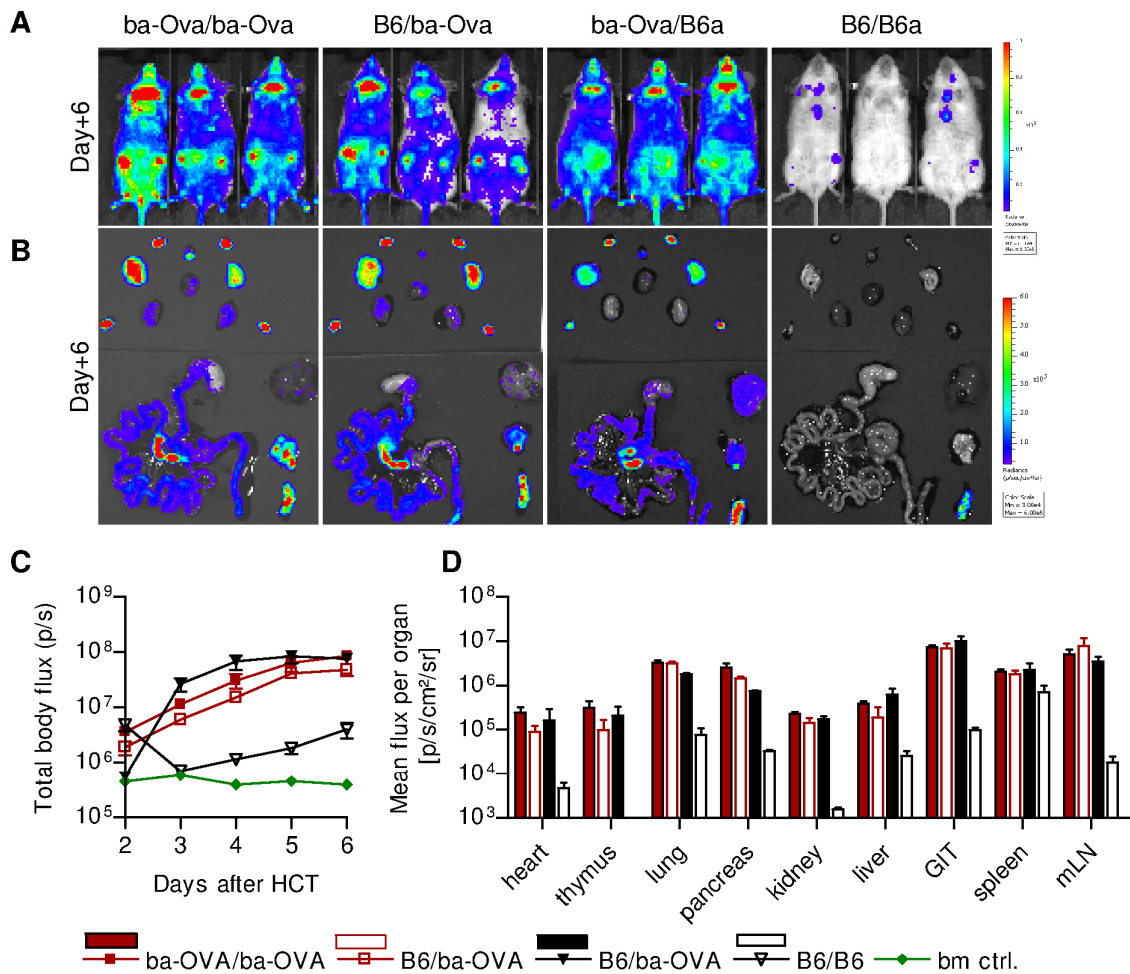 A
ba-Ova/ba-Ova
B6/ba-Ova
ba-Ova/B6a
B6/B6a
Day+6
B
Day+6
6.0
5.0
4.0
3.0
2.0
1.0
x10⁵
Radiance
(p/sec/cm²/sr)
Color Scale
Min = 3.00e4
C
Total body flux (p/s)
10⁹
10⁸
10⁷
10⁶
10⁵
2 3 4 5 6
Days after HCT
D
Mean flux per organ
[p/s/cm²/sr]
10⁸
10⁷
10⁶
10⁵
10⁴
10³
heart
thymus
lung
pancreas
kidney
liver
GIT
spleen
mLN
ba-OVA/ba-OVA
B6/ba-OVA
B6/ba-OVA
B6/B6
bm ctrl.